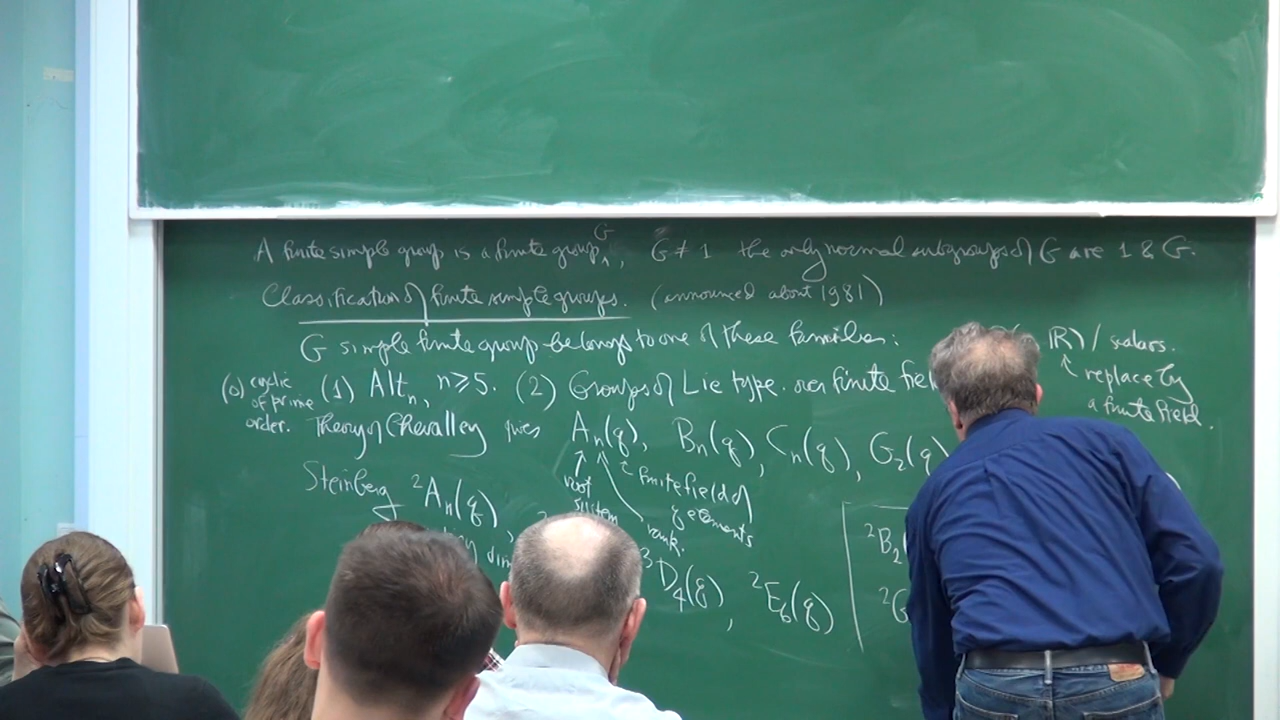 A finite simple group is a finite group G, G ≠ 1 the only normal subgroups of G are 1 & G.
Classification of finite simple groups. (announced about 1981)
G simple finite group belongs to one of these families:
R) / scalars.
↑ replace by
a finite field.
(0) cyclic of prime order. (1) Alt_n, n ≥ 5. (2) Groups of Lie type. over finite fie
Theory of Chevalley gives A_n(q), B_n(q), C_n(q), G_2(q)
↑ root system
rank.
finite field of
q elements
Steinberg ²A_n(q),
³D_4(q), ²E_6(q)
²B_2
²G